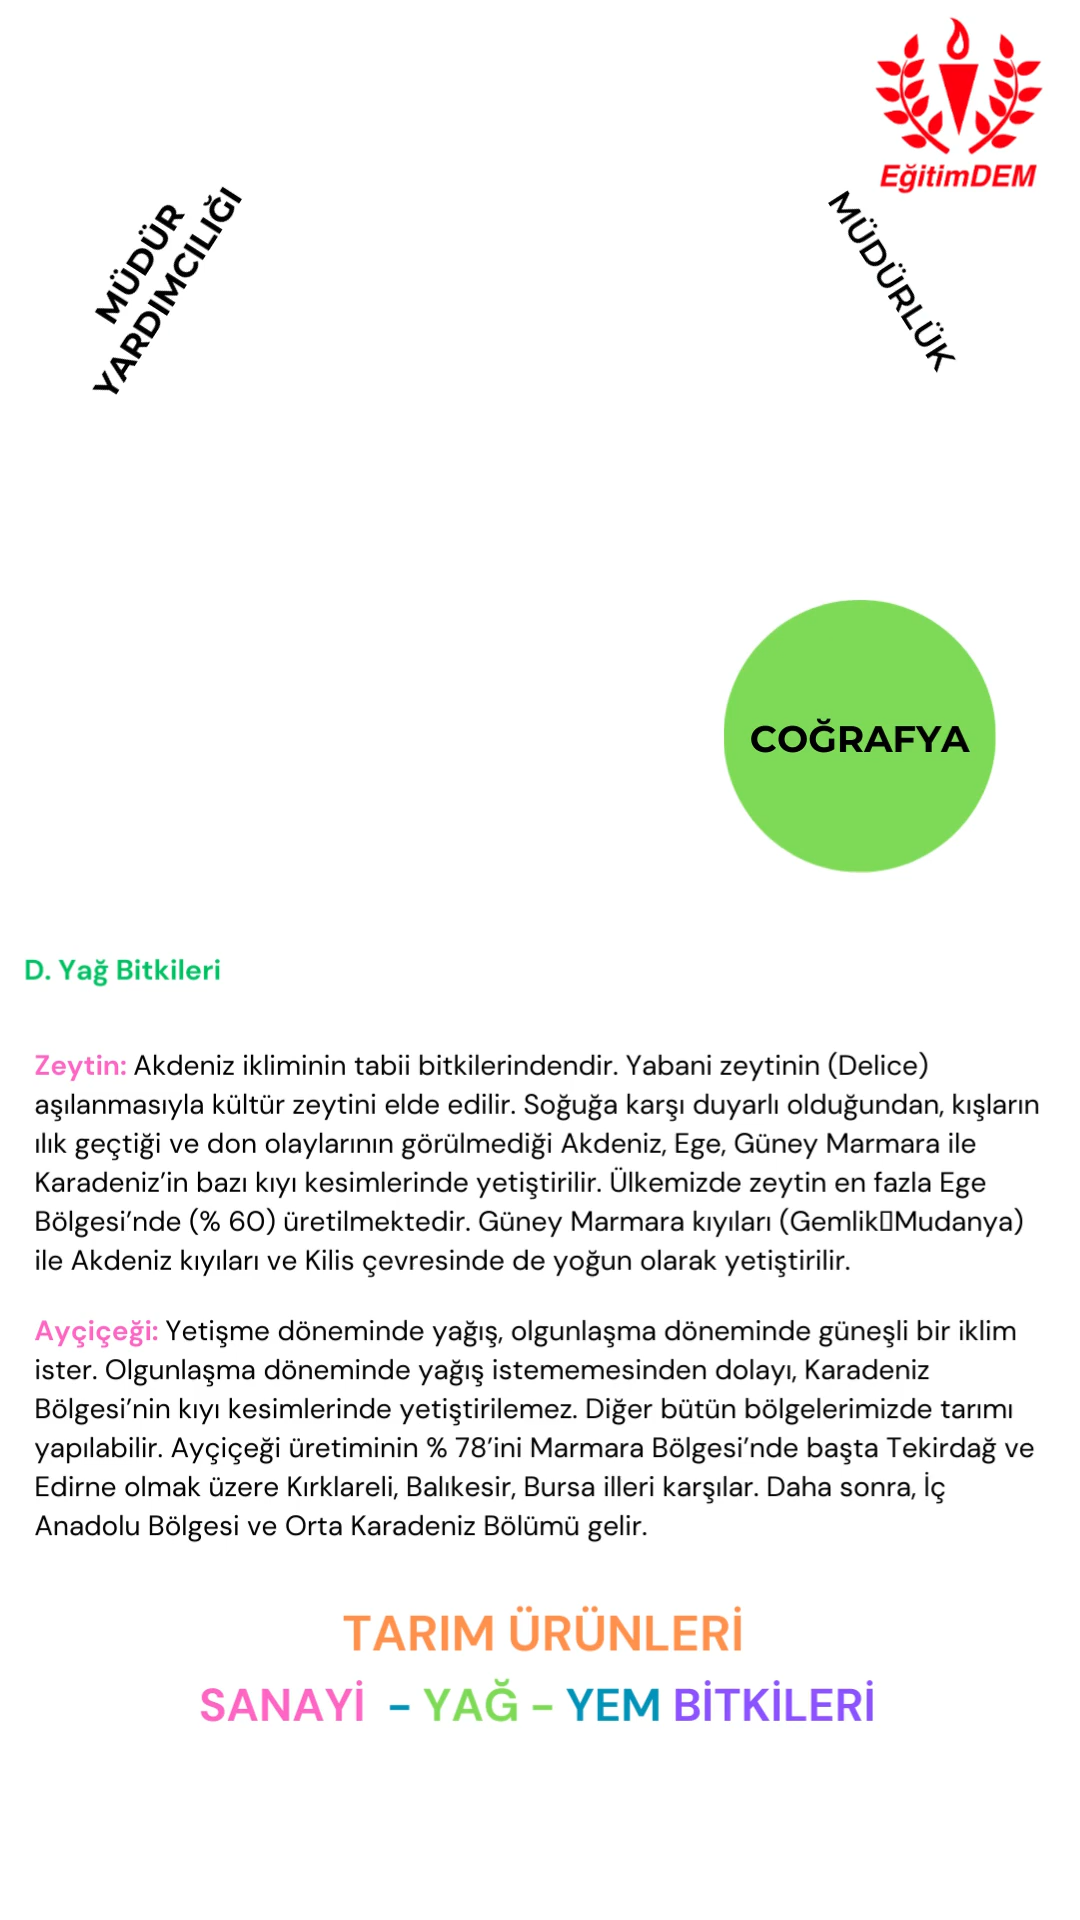 EğitimDEM
MÜDÜR
YARDIMCILIĞI
MÜDÜRLÜK
COĞRAFYA
D. Yağ Bitkileri
Zeytin: Akdeniz ikliminin tabii bitkilerindendir. Yabani zeytinin (Delice)
aşılanmasıyla kültür zeytini elde edilir. Soğuğa karşı duyarlı olduğundan, kışların
ılık geçtiği ve don olaylarının görülmediği Akdeniz, Ege, Güney Marmara ile
Karadeniz’in bazı kıyı kesimlerinde yetiştirilir. Ülkemizde zeytin en fazla Ege
Bölgesi’nde (% 60) üretilmektedir. Güney Marmara kıyıları (Gemlik▯Mudanya)
ile Akdeniz kıyıları ve Kilis çevresinde de yoğun olarak yetiştirilir.
Ayçiçeği: Yetişme döneminde yağış, olgunlaşma döneminde güneşli bir iklim
ister. Olgunlaşma döneminde yağış istememesinden dolayı, Karadeniz
Bölgesi’nin kıyı kesimlerinde yetiştirilemez. Diğer bütün bölgelerimizde tarımı
yapılabilir. Ayçiçeği üretiminin % 78’ini Marmara Bölgesi’nde başta Tekirdağ ve
Edirne olmak üzere Kırklareli, Balıkesir, Bursa illeri karşılar. Daha sonra, İç
Anadolu Bölgesi ve Orta Karadeniz Bölümü gelir.
TARIM ÜRÜNLERİ
SANAYİ - YAĞ - YEM BİTKİLERİ